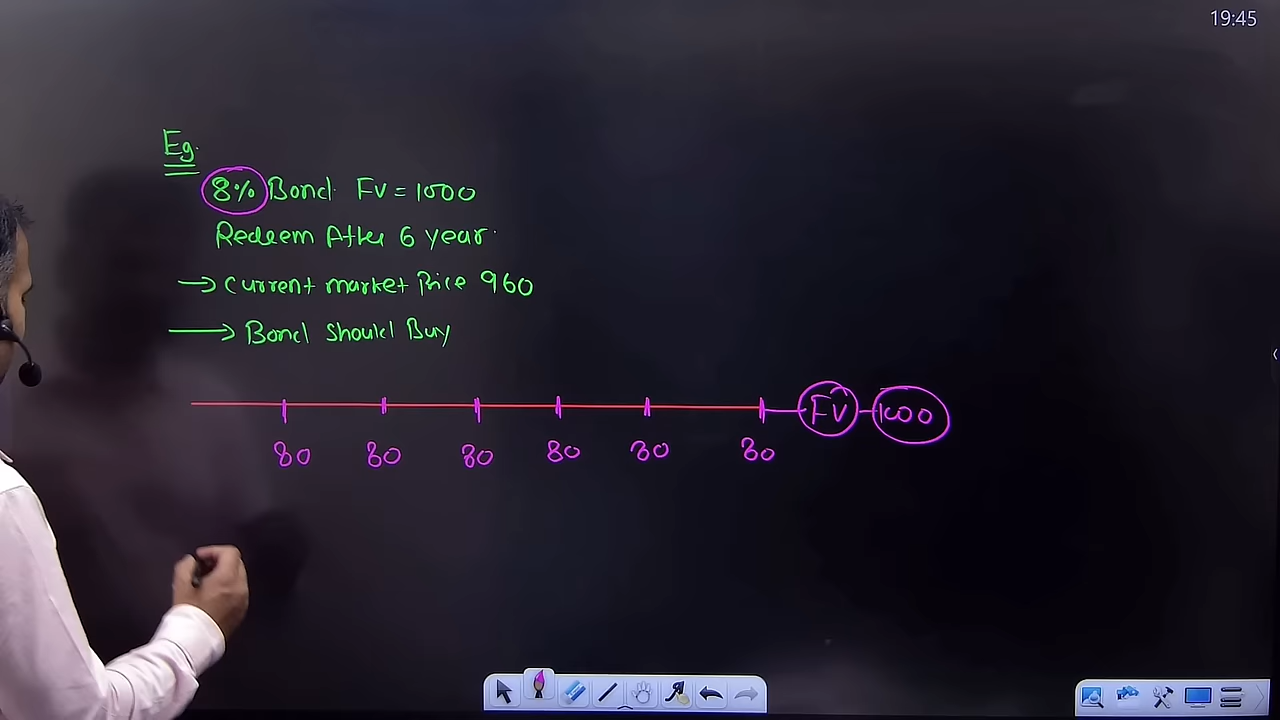 19:45
Eg.
8% Bond FV = 1000
Redeem After 6 year.
→ Current market Price 960
→ Bond Should Buy
FV 1000
80 80 80 80 80 80